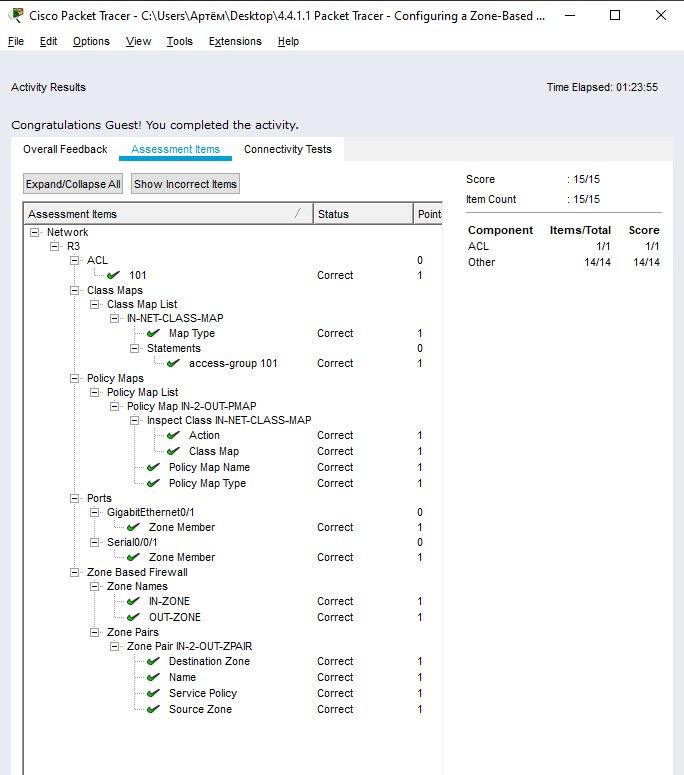 Cisco Packet Tracer - C:\Users\Артём\Desktop\4.4.1.1 Packet Tracer - Configuring a Zone-Based ...
File Edit Options View Tools Extensions Help
Activity Results
Time Elapsed: 01:23:55
Congratulations Guest! You completed the activity.
Overall Feedback Assessment Items Connectivity Tests
Expand/Collapse All Show Incorrect Items
Assessment Items Status Point
Network
R3
ACL 0
101 Correct 1
Class Maps
Class Map List
IN-NET-CLASS-MAP
Map Type Correct 1
Statements 0
access-group 101 Correct 1
Policy Maps
Policy Map List
Policy Map IN-2-OUT-PMAP
Inspect Class IN-NET-CLASS-MAP
Action Correct 1
Class Map Correct 1
Policy Map Name Correct 1
Policy Map Type Correct 1
Ports
GigabitEthernet0/1 0
Zone Member Correct 1
Serial0/0/1 0
Zone Member Correct 1
Zone Based Firewall
Zone Names
IN-ZONE Correct 1
OUT-ZONE Correct 1
Zone Pairs
Zone Pair IN-2-OUT-ZPAIR
Destination Zone Correct 1
Name Correct 1
Service Policy Correct 1
Source Zone Correct 1
Score : 15/15
Item Count : 15/15
Component Items/Total Score
ACL 1/1 1/1
Other 14/14 14/14